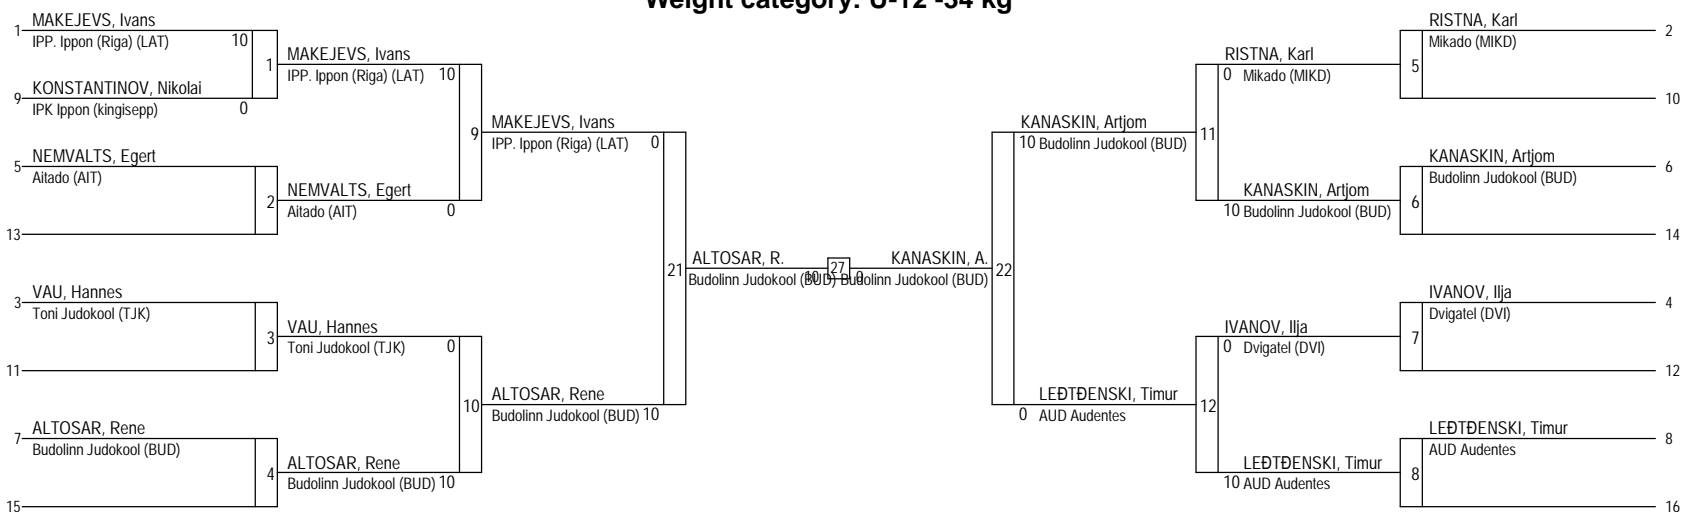 Weight category: U-12 -34 kg
1
MAKEJEVS, Ivans
IPP. Ippon (Riga) (LAT) 10
9
KONSTANTINOV, Nikolai
IPK Ippon (kingisepp) 0
1
5
NEMVALTS, Egert
Aitado (AIT)
13
2
3
VAU, Hannes
Toni Judokool (TJK)
11
3
7
ALTOSAR, Rene
Budolinn Judokool (BUD)
15
4
MAKEJEVS, Ivans
IPP. Ippon (Riga) (LAT) 10
NEMVALTS, Egert
Aitado (AIT) 0
9
VAU, Hannes
Toni Judokool (TJK) 0
ALTOSAR, Rene
Budolinn Judokool (BUD) 10
10
MAKEJEVS, Ivans
IPP. Ippon (Riga) (LAT) 0
ALTOSAR, Rene
Budolinn Judokool (BUD) 10
21
ALTOSAR, R.
Budolinn Judokool (BUD) 10
27
KANASKIN, A.
0 Budolinn Judokool (BUD)
22
KANASKIN, Artjom
10 Budolinn Judokool (BUD)
LEÐTÐENSKI, Timur
0 AUD Audentes
11
RISTNA, Karl
0 Mikado (MIKD)
KANASKIN, Artjom
10 Budolinn Judokool (BUD)
12
IVANOV, Ilja
0 Dvigatel (DVI)
LEÐTÐENSKI, Timur
10 AUD Audentes
5
RISTNA, Karl
Mikado (MIKD)
2
10
6
KANASKIN, Artjom
Budolinn Judokool (BUD)
6
14
7
IVANOV, Ilja
Dvigatel (DVI)
4
12
8
LEÐTÐENSKI, Timur
AUD Audentes
8
16